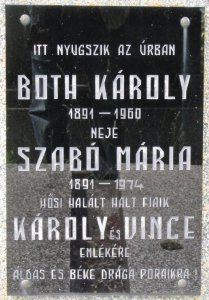 ITT NYUGSZIK AZ ÚRBAN
BOTH KÁROLY
1891 – 1960
NEJE
SZABÓ MÁRIA
1891 – 1974
HŐSI HALÁLT HALT FIAIK
KÁROLY ÉS VINCE
EMLÉKÉRE
ÁLDÁS ÉS BÉKE DRÁGA PORAIKRA!